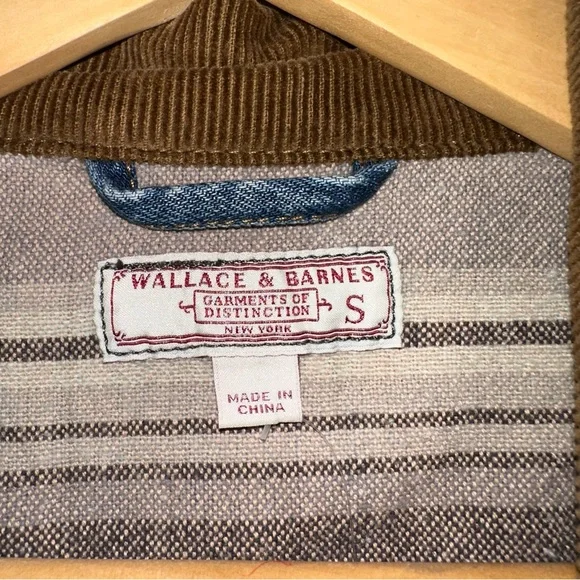 WALLACE & BARNES
GARMENTS OF
DISTINCTION
S
NEW YORK
MADE IN
CHINA